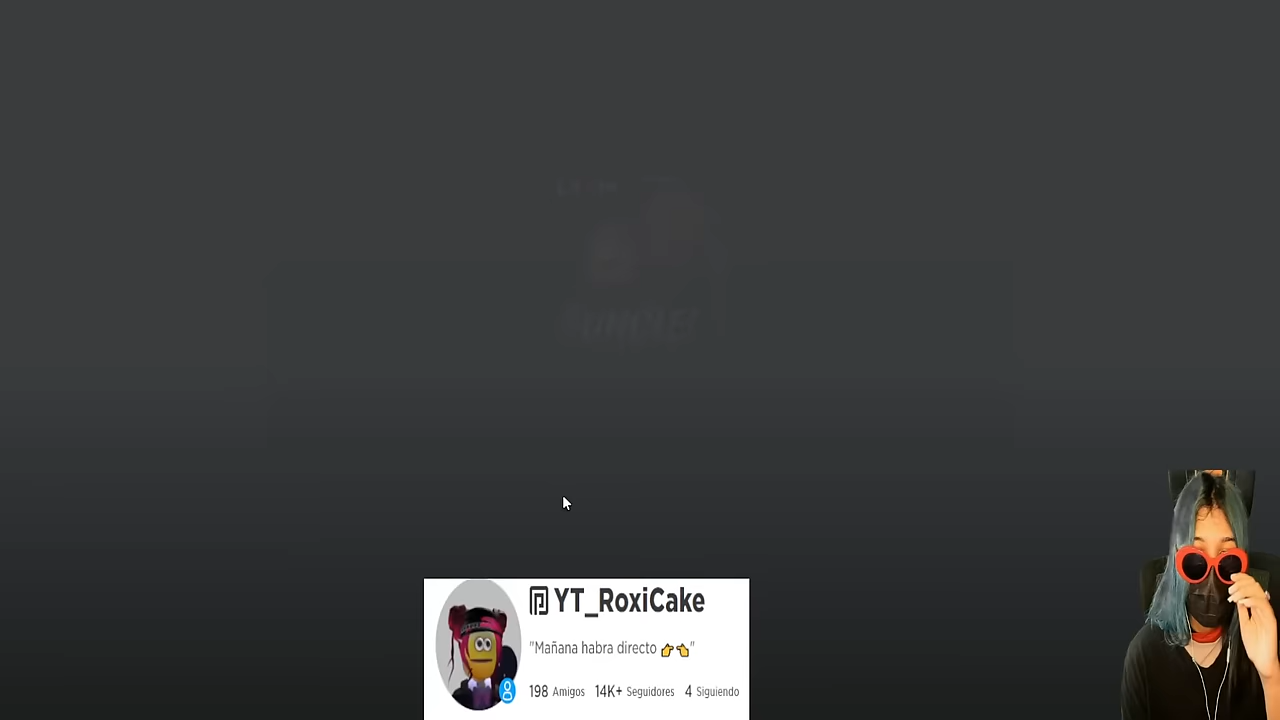 YT_RoxiCake
"Mañana habra directo 👉👈"
198 Amigos 14K+ Seguidores 4 Siguiendo